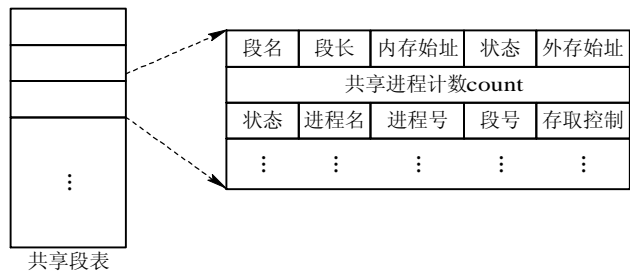 段名 段长 内存始址 状态 外存始址
共享进程计数count
状态 进程名 进程号 段号 存取控制
⋮ ⋮ ⋮ ⋮ ⋮
⋮
共享段表